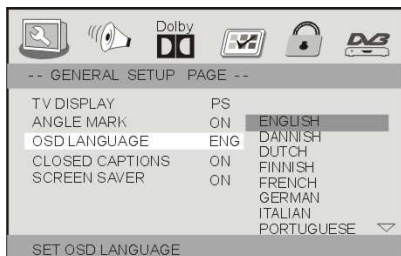 Dolby
DVB
-- GENERAL SETUP PAGE --
TV DISPLAY PS
ANGLE MARK ON
OSD LANGUAGE ENG
CLOSED CAPTIONS ON
SCREEN SAVER ON
ENGLISH
DANNISH
DUTCH
FINNISH
FRENCH
GERMAN
ITALIAN
PORTUGUESE
SET OSD LANGUAGE